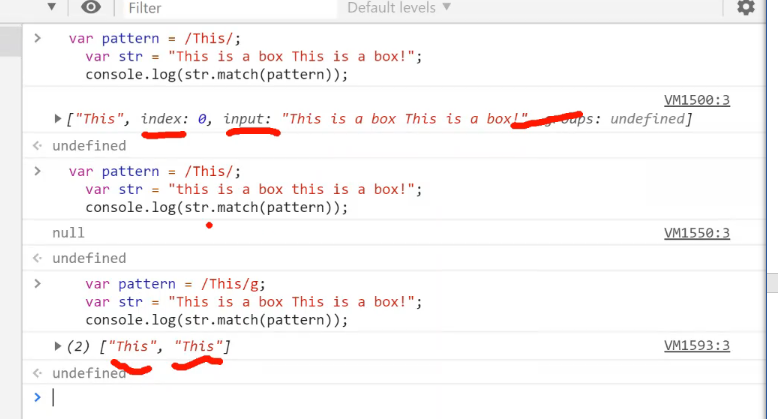 Filter Default levels ▼
> var pattern = /This/;
var str = "This is a box This is a box!";
console.log(str.match(pattern));
VM1500:3
▶ ["This", index: 0, input: "This is a box This is a box!" groups: undefined]
undefined
> var pattern = /This/;
var str = "this is a box this is a box!";
console.log(str.match(pattern));
null VM1550:3
undefined
> var pattern = /This/g;
var str = "This is a box This is a box!";
console.log(str.match(pattern));
▶ (2) ["This", "This"] VM1593:3
undefined
>